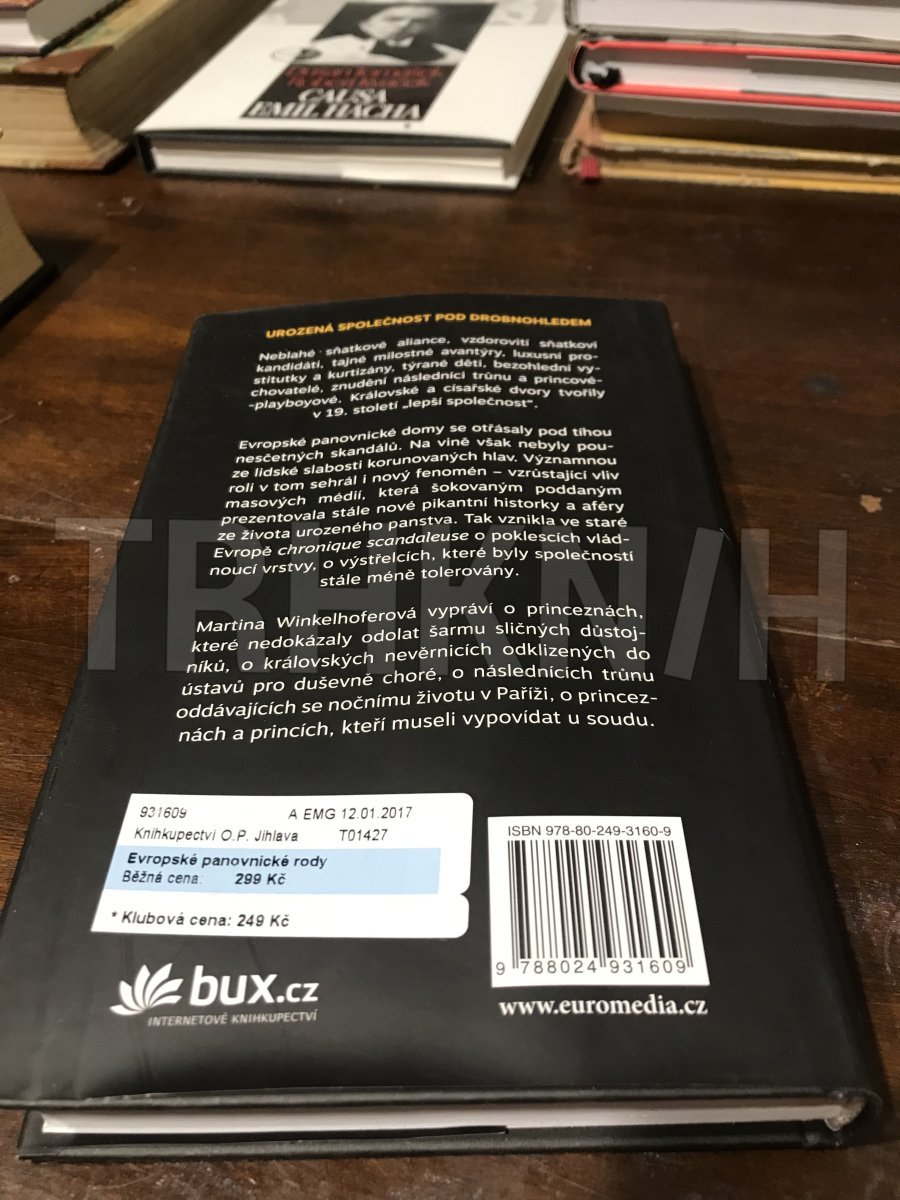 CAUSA
EMIL HÁCHA
UROZENÁ SPOLEČNOST POD DROBNOHLEDEM
Neblahé sňatkové aliance, vzdorovití sňatkoví
kandidáti, tajné milostné avantýry, luxusní pro-
stitutky a kurtizány, týrané děti, bezohlední vy-
chovatelé, znudění následníci trůnu a princové-
-playboyové. Královské a císařské dvory tvořily
v 19. století „lepší společnost".
Evropské panovnické domy se otřásaly pod tíhou
nesčetných skandálů. Na vině však nebyly pou-
ze lidské slabosti korunovaných hlav. Významnou
roli v tom sehrál i nový fenomén – vzrůstající vliv
masových médií, která šokovaným poddaným
prezentovala stále nové pikantní historky a aféry
ze života urozeného panstva. Tak vznikla ve staré
Evropě chronique scandaleuse o poklescích vlád-
noucí vrstvy, o výstřelcích, které byly společností
stále méně tolerovány.
Martina Winkelhoferová vypráví o princeznách,
které nedokázaly odolat šarmu sličných důstoj-
níků, o královských nevěrnicích odklizených do
ústavů pro duševně choré, o následnících trůnu
oddávajících se nočnímu životu v Paříži, o princez-
nách a princích, kteří museli vypovídat u soudu.
931609 A EMG 12.01.2017
Knihkupectví O.P. Jihlava T01427
Evropské panovnické rody
Běžná cena: 299 Kč
* Klubová cena: 249 Kč
bux.cz
INTERNETOVÉ KNIHKUPECTVÍ
ISBN 978-80-249-3160-9
9 788024 931609
www.euromedia.cz
TRHKNIH